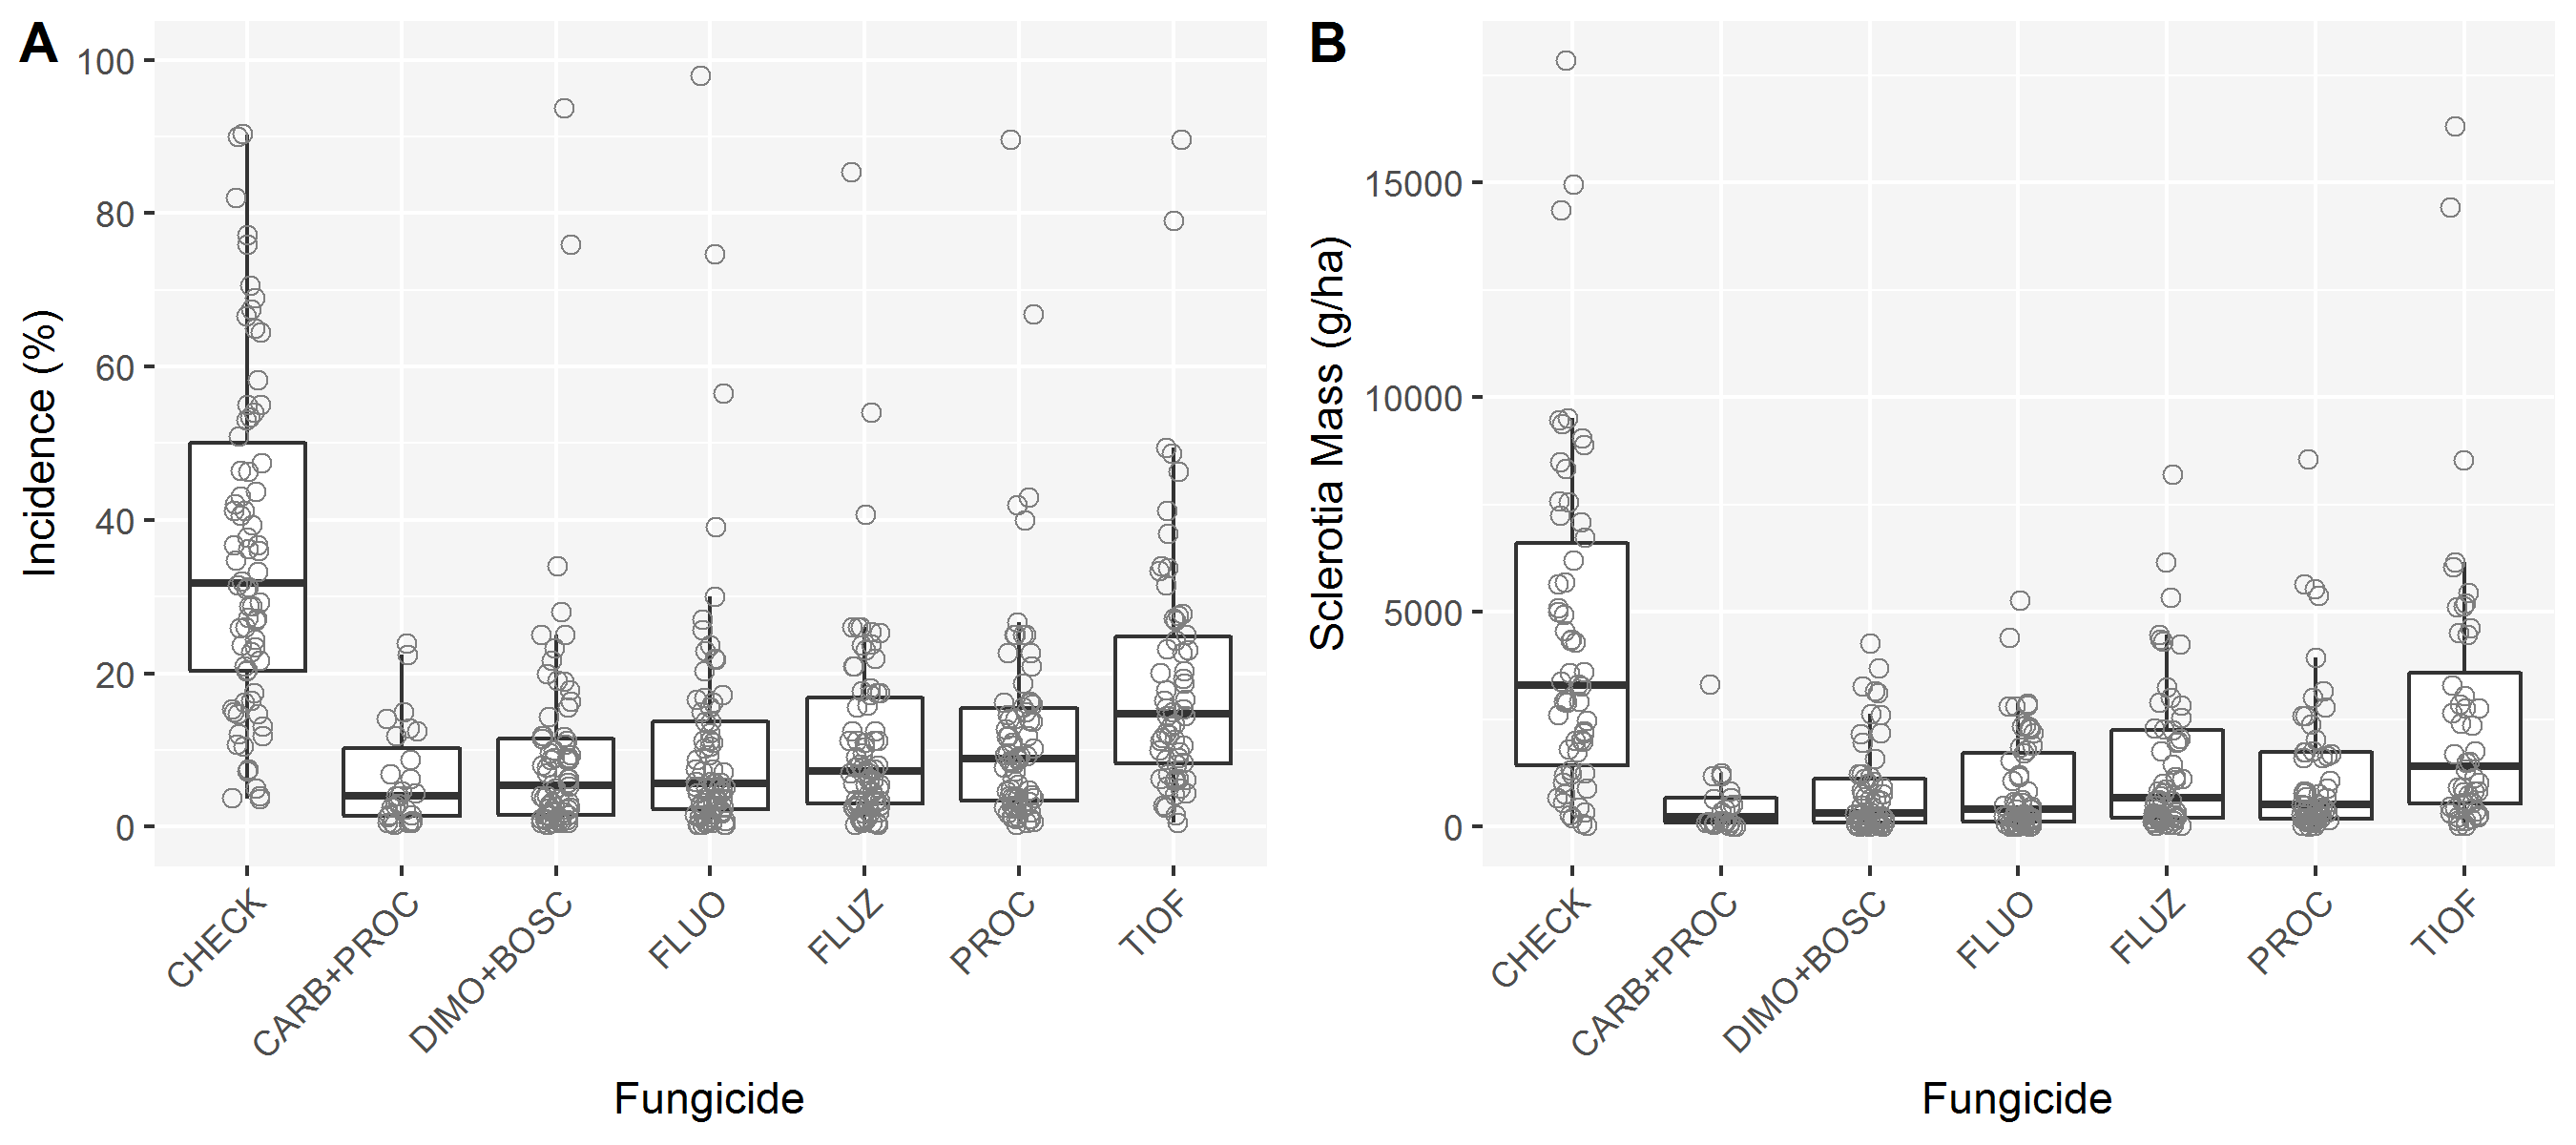 A
Incidence (%)
100
80
60
40
20
0
CHECK
CARB+PROC
DIMO+BOSC
FLUO
FLUZ
PROC
TIOF
Fungicide
B
Sclerotia Mass (g/ha)
15000
10000
5000
0
CHECK
CARB+PROC
DIMO+BOSC
FLUO
FLUZ
PROC
TIOF
Fungicide